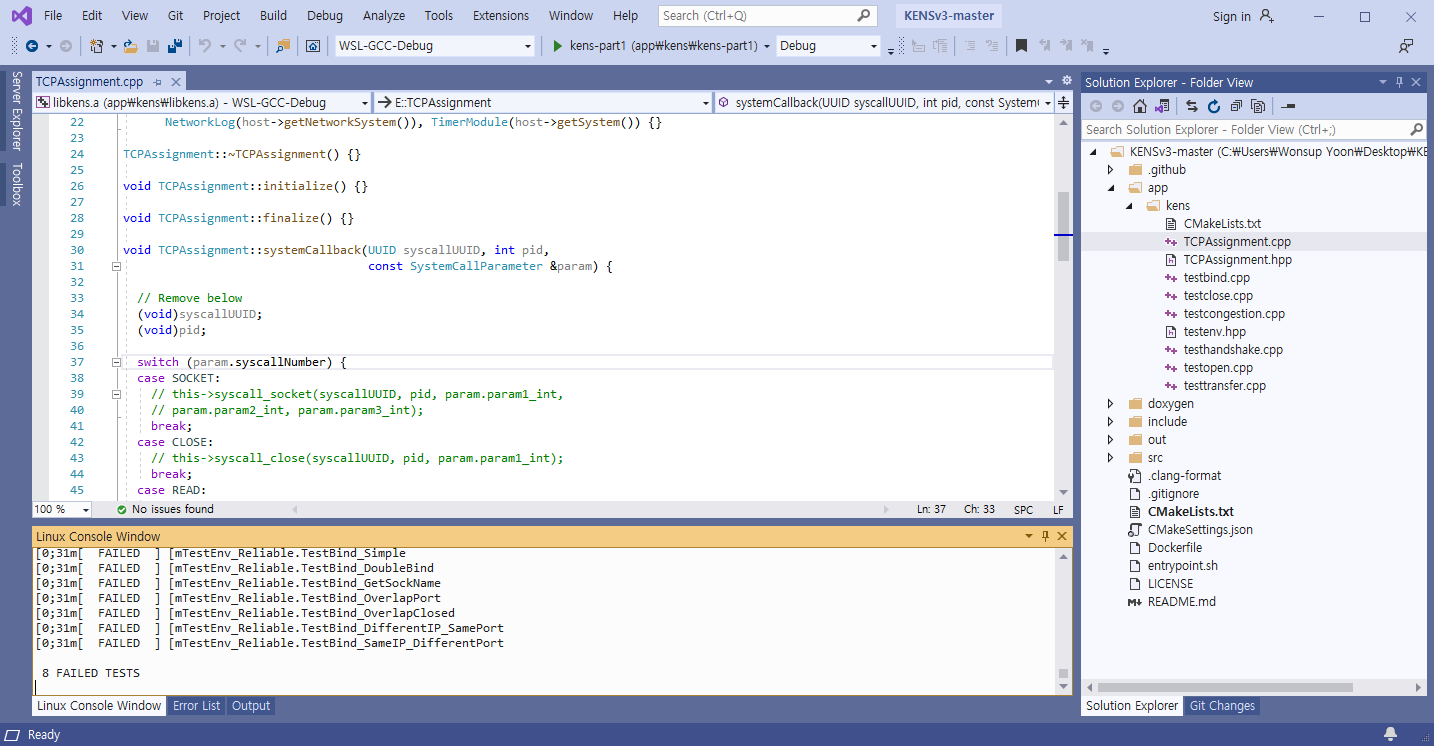 File Edit View Git Project Build Debug Analyze Tools Extensions Window Help Search (Ctrl+Q) KENSv3-master Sign in
WSL-GCC-Debug kens-part1 (app₩kens₩kens-part1) Debug
Server Explorer
Toolbox
TCPAssignment.cpp
libkens.a (app₩kens₩libkens.a) - WSL-GCC-Debug E::TCPAssignment systemCallback(UUID syscallUUID, int pid, const System(
22 NetworkLog(host->getNetworkSystem()), TimerModule(host->getSystem()) {}
23
24 TCPAssignment::~TCPAssignment() {}
25
26 void TCPAssignment::initialize() {}
27
28 void TCPAssignment::finalize() {}
29
30 void TCPAssignment::systemCallback(UUID syscallUUID, int pid,
31 const SystemCallParameter &param) {
32
33 // Remove below
34 (void)syscallUUID;
35 (void)pid;
36
37 switch (param.syscallNumber) {
38 case SOCKET:
39 // this->syscall_socket(syscallUUID, pid, param.param1_int,
40 // param.param2_int, param.param3_int);
41 break;
42 case CLOSE:
43 // this->syscall_close(syscallUUID, pid, param.param1_int);
44 break;
45 case READ:
100 % No issues found Ln: 37 Ch: 33 SPC LF
Linux Console Window
[0;31m[  FAILED  ] [mTestEnv_Reliable.TestBind_Simple
[0;31m[  FAILED  ] [mTestEnv_Reliable.TestBind_DoubleBind
[0;31m[  FAILED  ] [mTestEnv_Reliable.TestBind_GetSockName
[0;31m[  FAILED  ] [mTestEnv_Reliable.TestBind_OverlapPort
[0;31m[  FAILED  ] [mTestEnv_Reliable.TestBind_OverlapClosed
[0;31m[  FAILED  ] [mTestEnv_Reliable.TestBind_DifferentIP_SamePort
[0;31m[  FAILED  ] [mTestEnv_Reliable.TestBind_SameIP_DifferentPort
8 FAILED TESTS
Linux Console Window Error List Output
Solution Explorer - Folder View
Search Solution Explorer - Folder View (Ctrl+;)
KENSv3-master (C:₩Users₩Wonsup Yoon₩Desktop₩KE
.github
app
kens
CMakeLists.txt
TCPAssignment.cpp
TCPAssignment.hpp
testbind.cpp
testclose.cpp
testcongestion.cpp
testenv.hpp
testhandshake.cpp
testopen.cpp
testtransfer.cpp
doxygen
include
out
src
.clang-format
.gitignore
CMakeLists.txt
CMakeSettings.json
Dockerfile
entrypoint.sh
LICENSE
README.md
Solution Explorer Git Changes
Ready